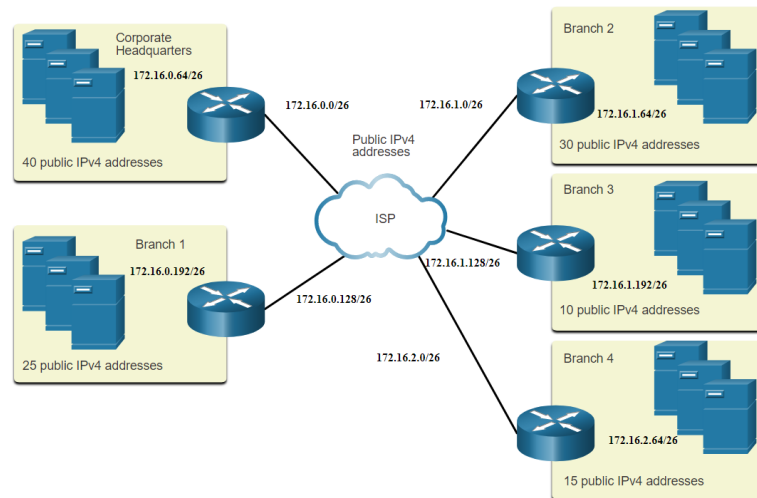 Corporate
Headquarters
172.16.0.64/26
40 public IPv4 addresses
172.16.0.0/26
Branch 1
172.16.0.192/26
25 public IPv4 addresses
172.16.0.128/26
Public IPv4
addresses
ISP
172.16.1.0/26
Branch 2
172.16.1.64/26
30 public IPv4 addresses
172.16.1.128/26
Branch 3
172.16.1.192/26
10 public IPv4 addresses
172.16.2.0/26
Branch 4
172.16.2.64/26
15 public IPv4 addresses